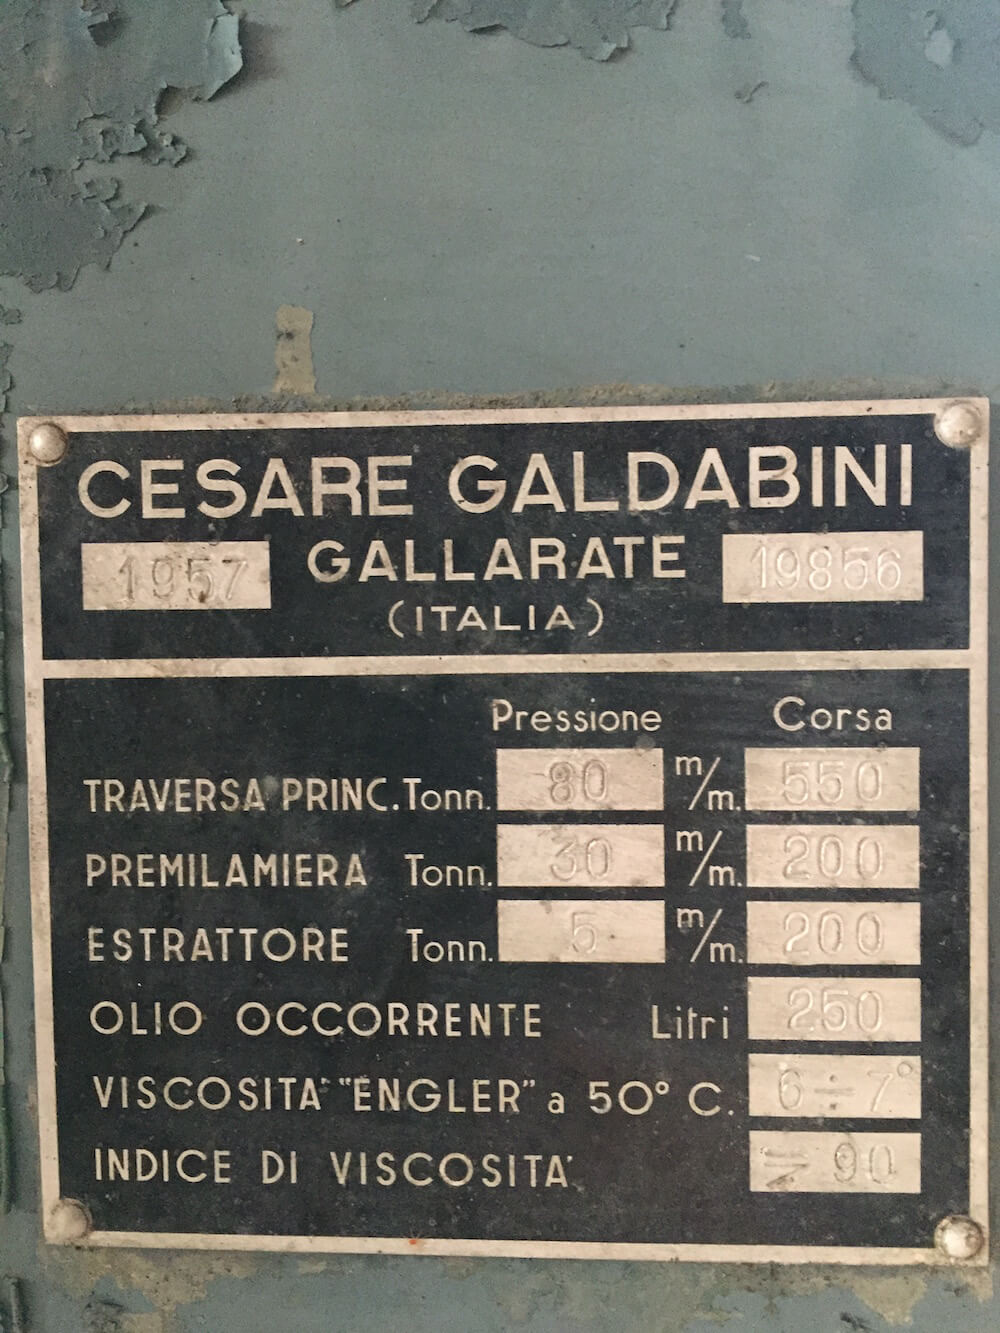 CESARE GALDABINI
1957 GALLARATE 19856
(ITALIA)
Pressione Corsa
TRAVERSA PRINC. Tonn. 80 m/m. 550
PREMILAMIERA Tonn. 30 m/m. 200
ESTRATTORE Tonn. 5 m/m. 200
OLIO OCCORRENTE Litri 250
VISCOSITA' "ENGLER" a 50° C. 6 ÷ 7°
INDICE DI VISCOSITA' ≥ 90